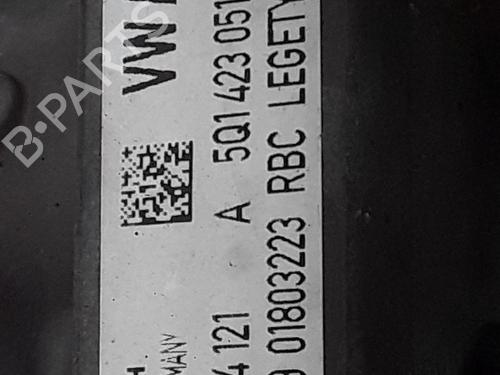 VW
5Q1 423 051
A
4 121
01803223 RBC LEGETY
H
MANY
B-PARTS